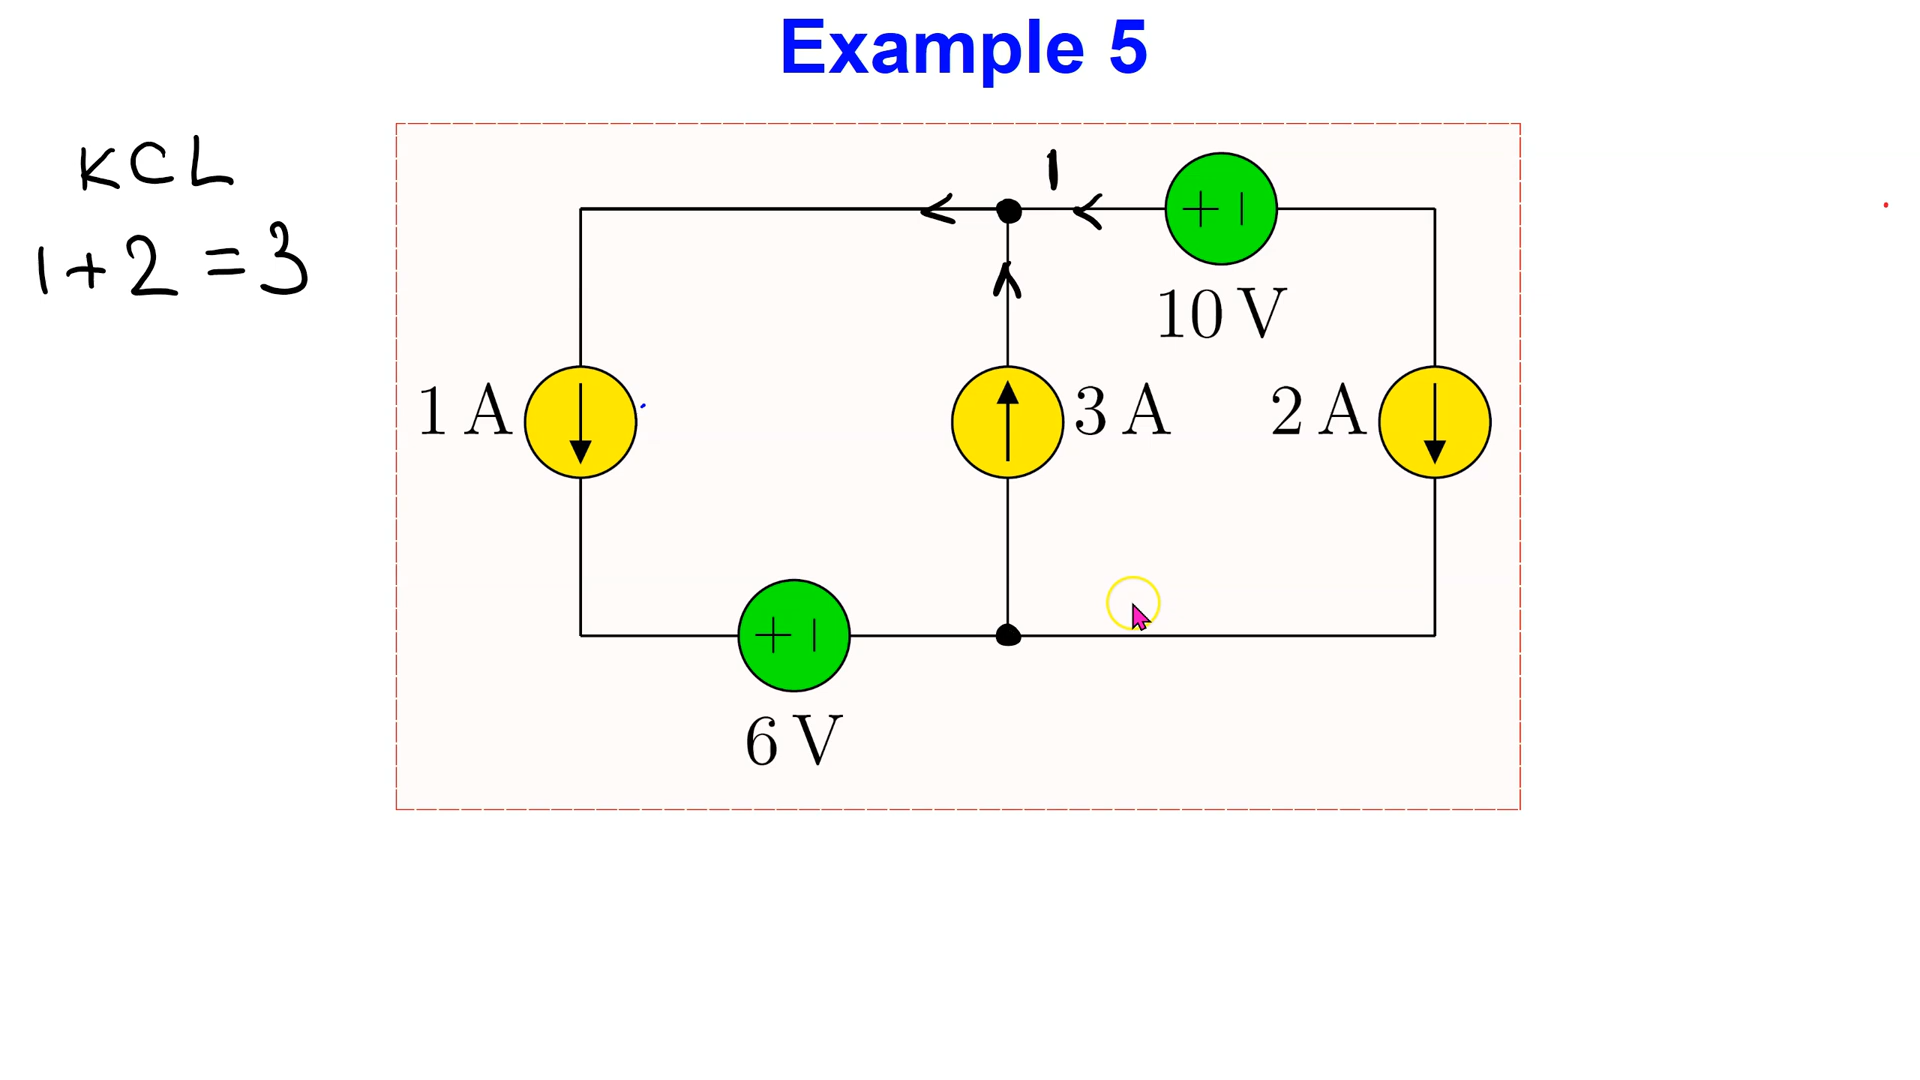 Example 5
KCL
1 + 2 = 3
1
+ −
10 V
1 A
3 A
2 A
+ −
6 V